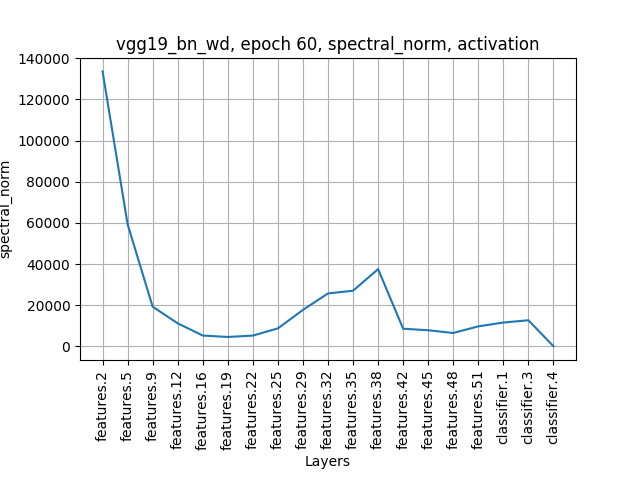 vgg19_bn_wd, epoch 60, spectral_norm, activation
140000
120000
100000
80000
60000
40000
20000
0
spectral_norm
features.2
features.5
features.9
features.12
features.16
features.19
features.22
features.25
features.29
features.32
features.35
features.38
features.42
features.45
features.48
features.51
classifier.1
classifier.3
classifier.4
Layers